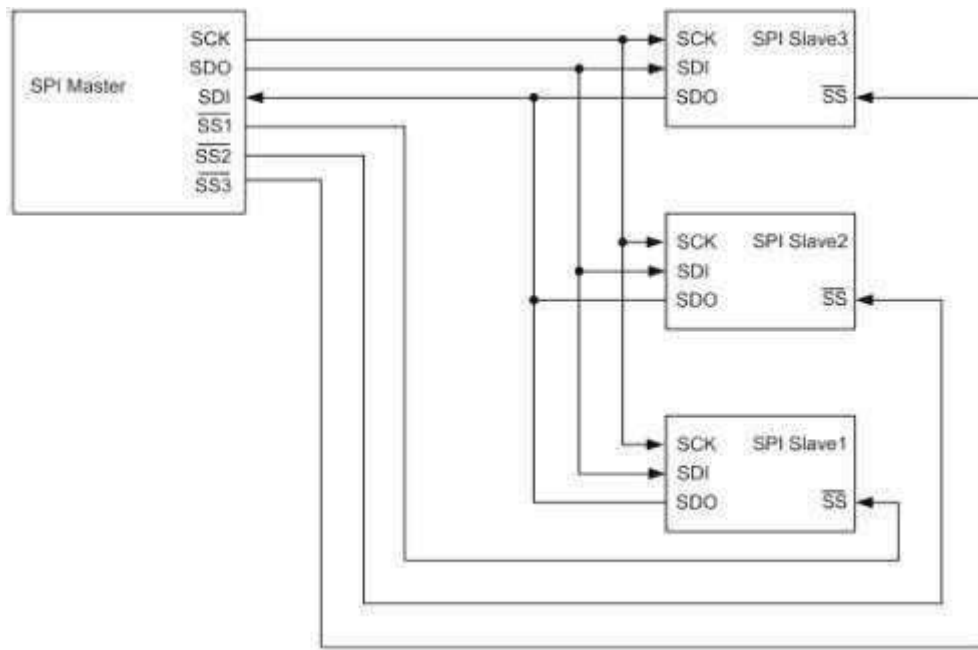 SPI Master
SCK
SDO
SDI
SS1
SS2
SS3
SCK SPI Slave3
SDI
SDO SS
SCK SPI Slave2
SDI
SDO SS
SCK SPI Slave1
SDI
SDO SS